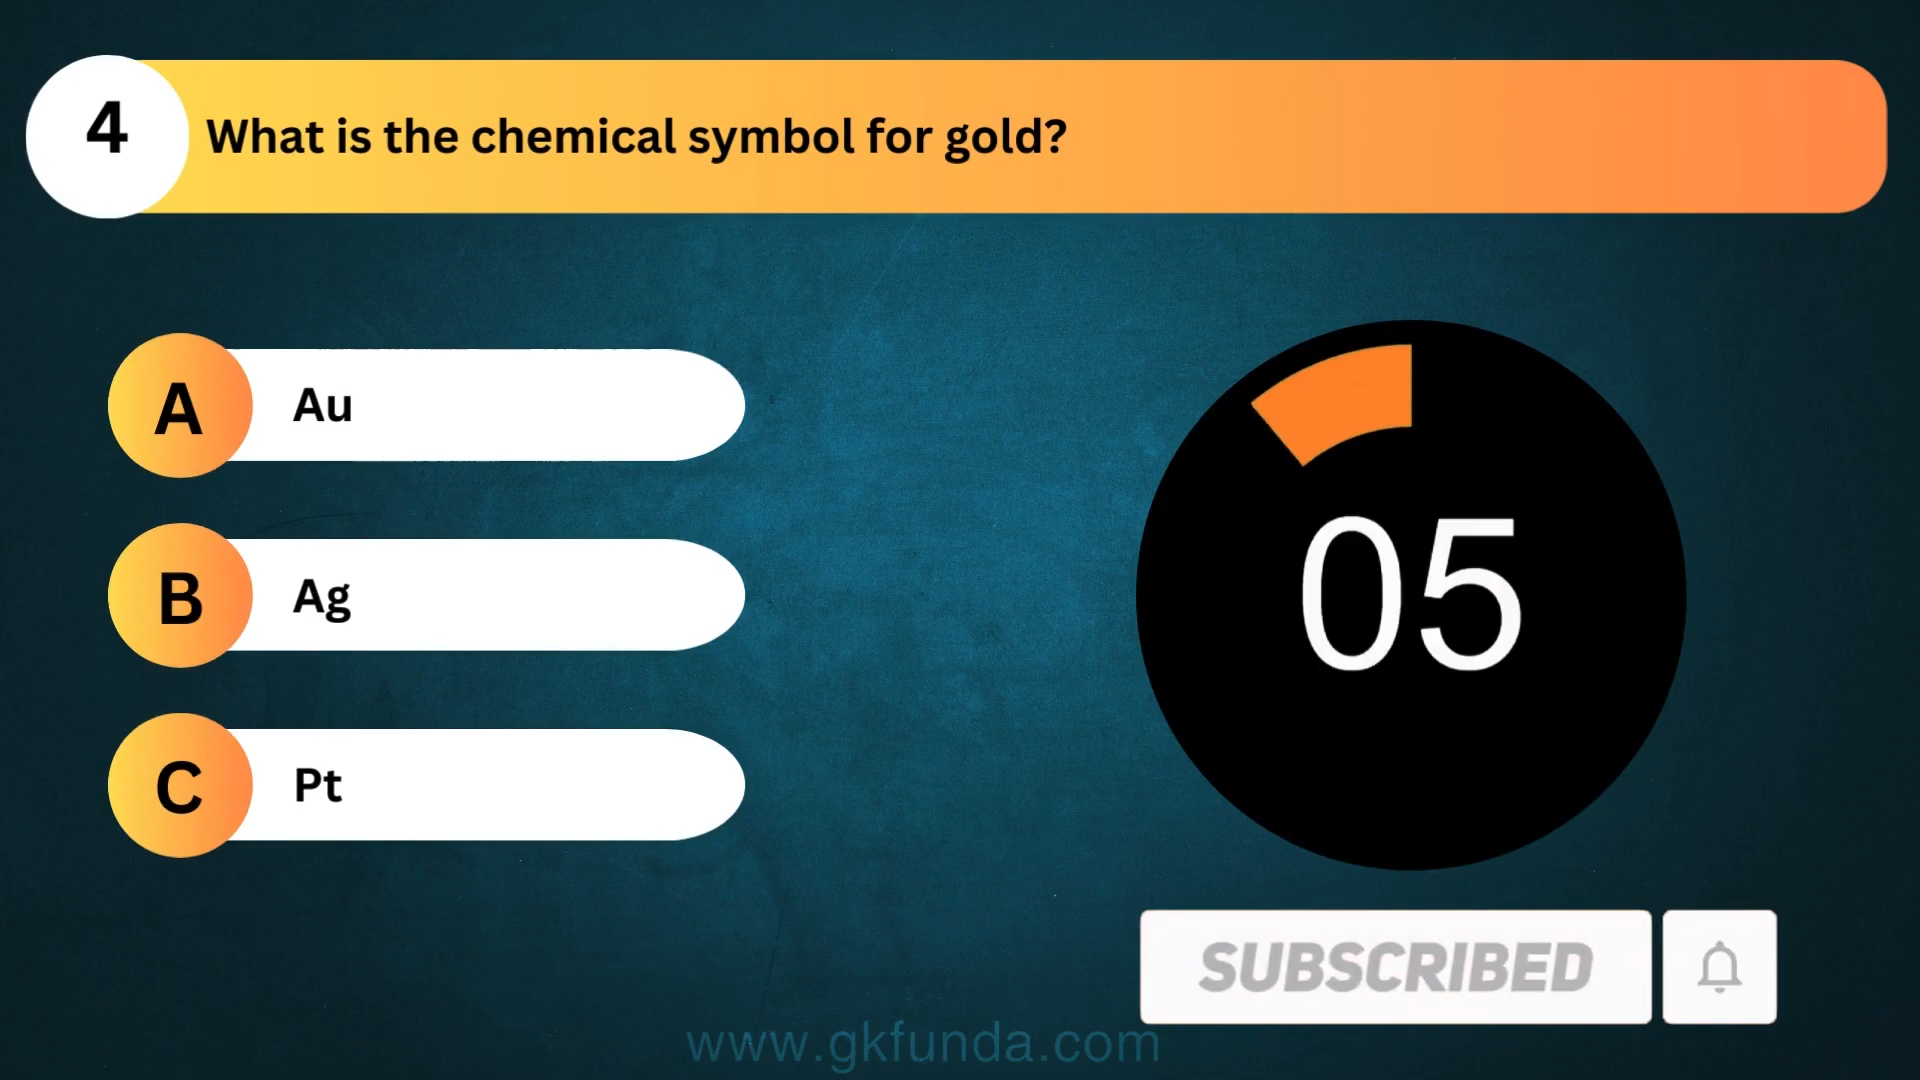 4
What is the chemical symbol for gold?
A
Au
B
Ag
C
Pt
05
SUBSCRIBED
www.gkfunda.com